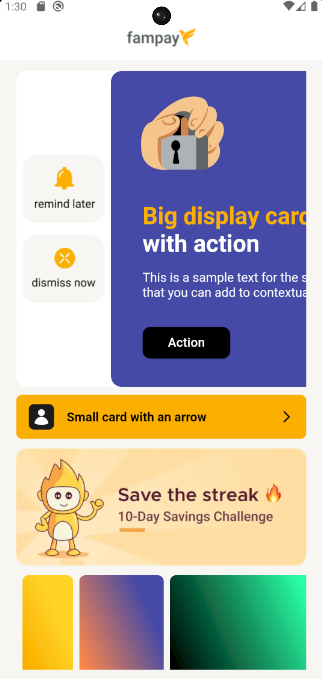 1:30
fampay
remind later
dismiss now
Big display card
with action
This is a sample text for the s
that you can add to contextua
Action
Small card with an arrow
Save the streak 🔥
10-Day Savings Challenge